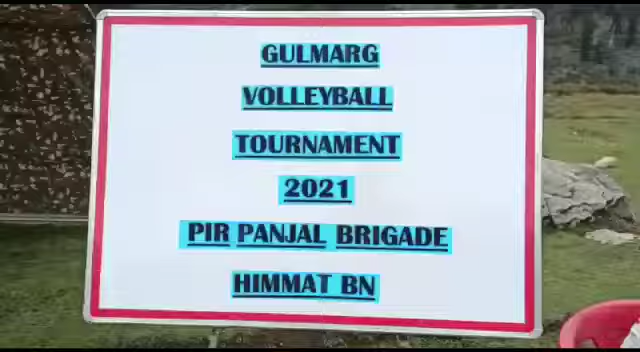 GULMARG
VOLLEYBALL
TOURNAMENT
2021
PIR PANJAL BRIGADE
HIMMAT BN